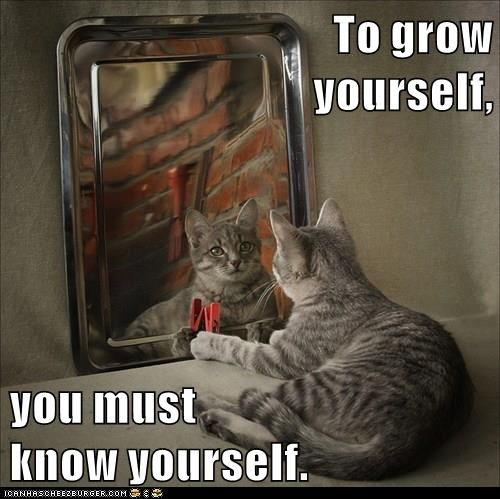 To grow
yourself,
you must
know yourself.
ICANHASCHEEZBURGER.COM